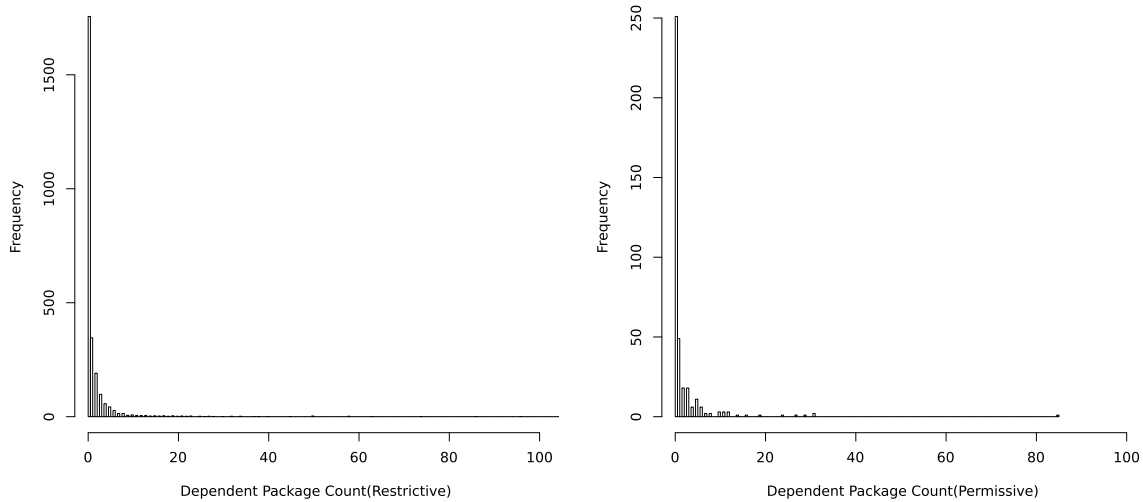 Frequency
1500
1000
500
0
0 20 40 60 80 100
Dependent Package Count(Restrictive)
Frequency
250
200
150
100
50
0
0 20 40 60 80 100
Dependent Package Count(Permissive)